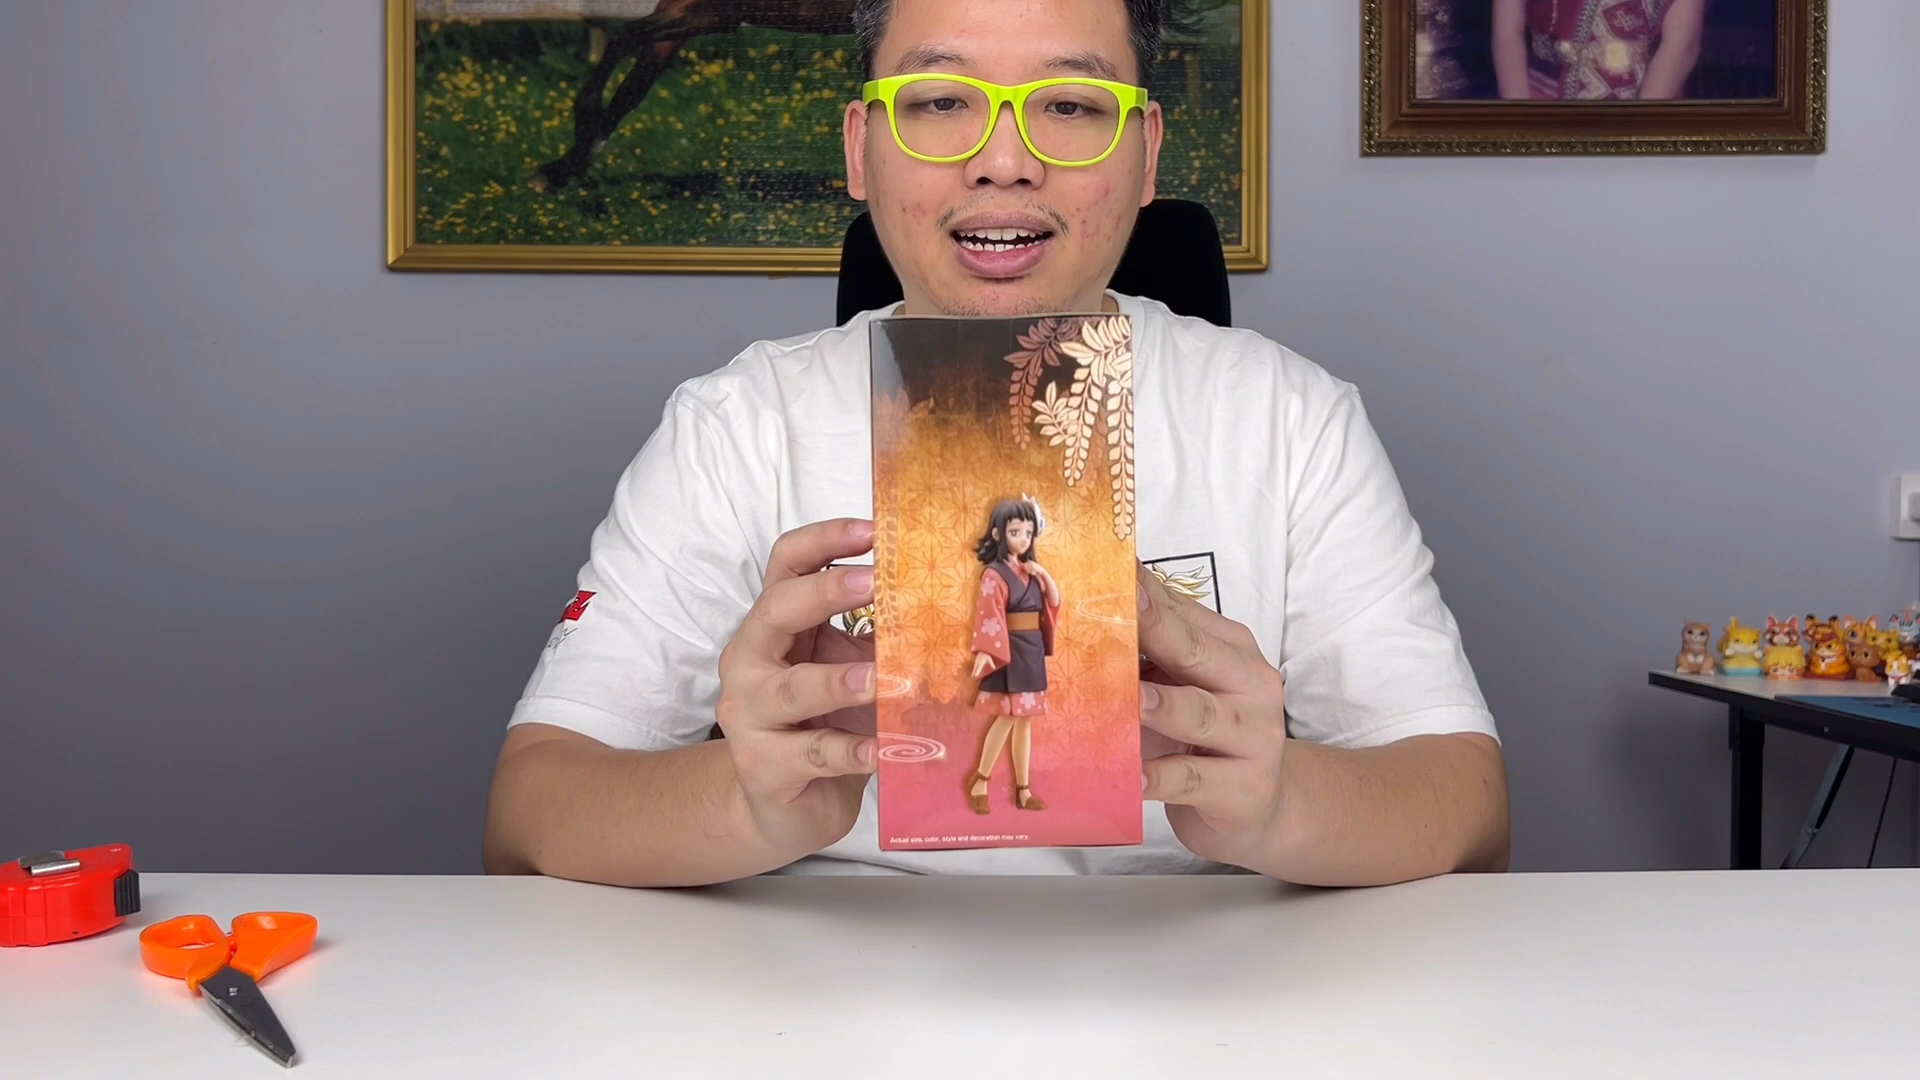 Actual size, color, style and decoration may vary.
Z